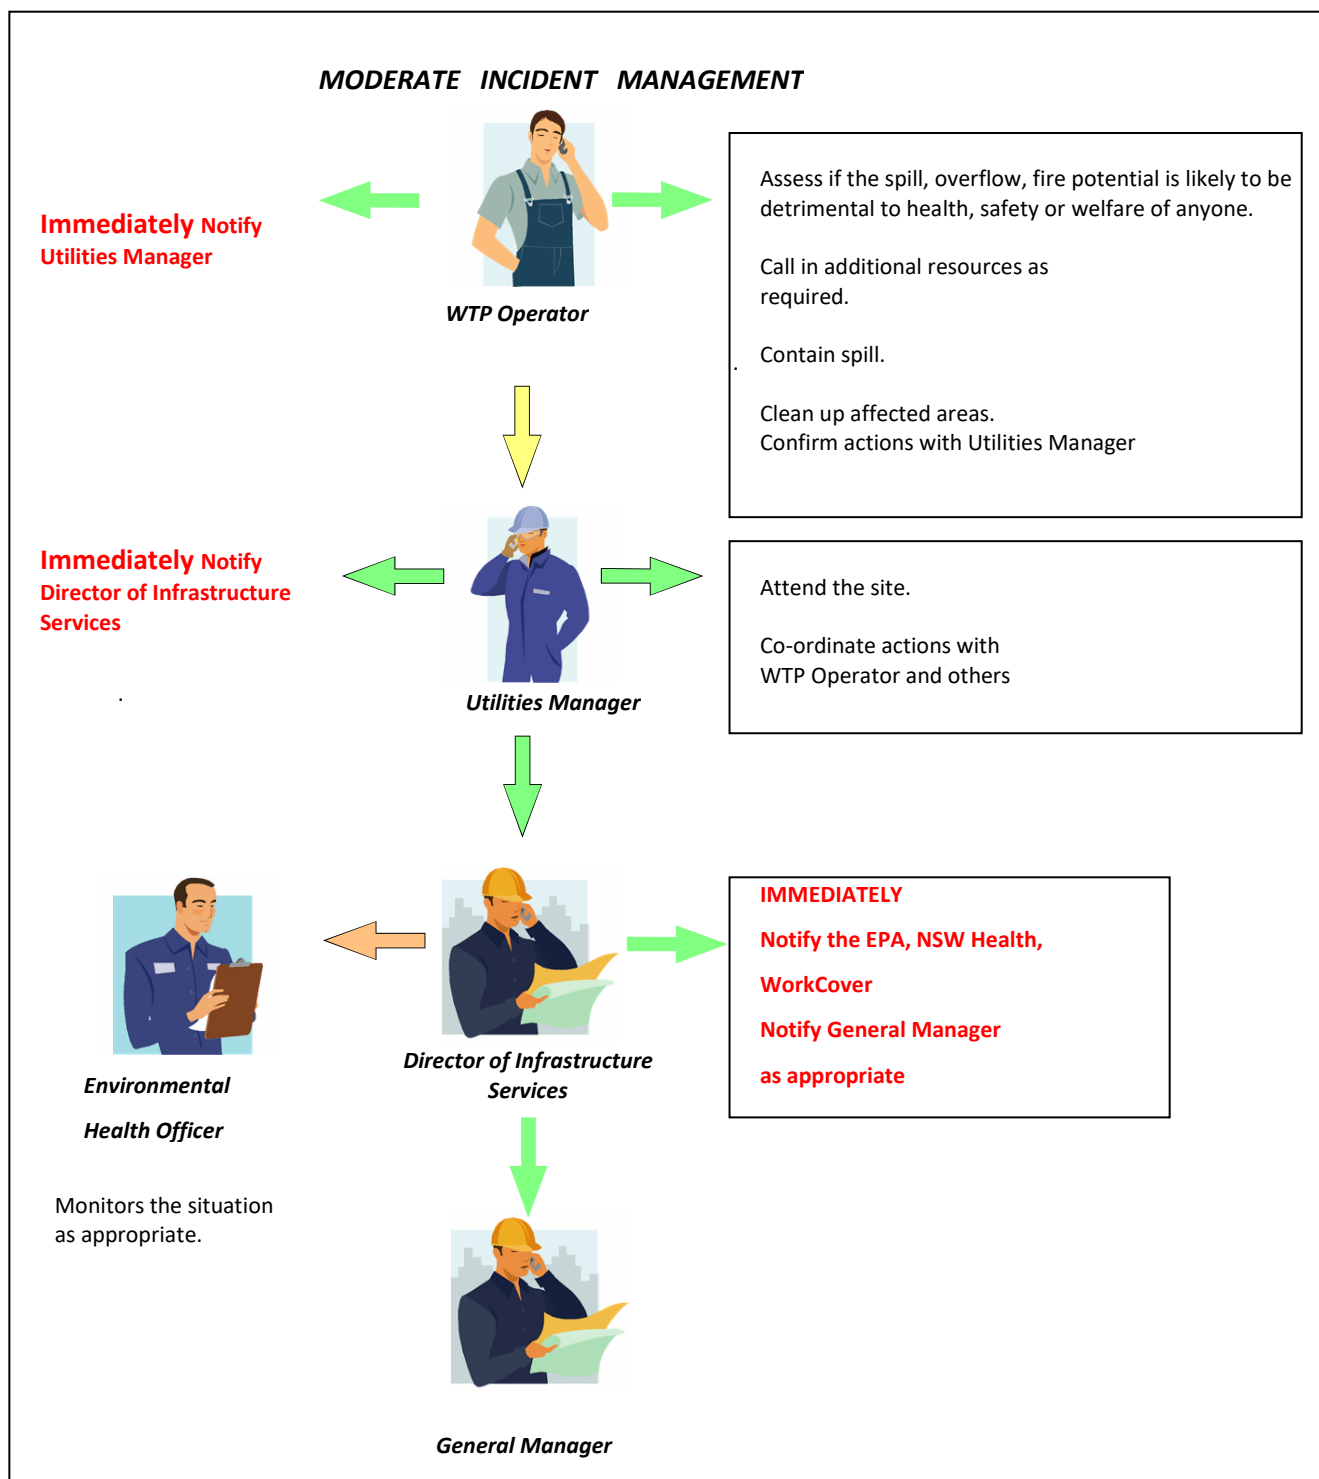 MODERATE INCIDENT MANAGEMENT
Immediately Notify
Utilities Manager
WTP Operator
Assess if the spill, overflow, fire potential is likely to be
detrimental to health, safety or welfare of anyone.
Call in additional resources as
required.
Contain spill.
.
Clean up affected areas.
Confirm actions with Utilities Manager
Immediately Notify
Director of Infrastructure
Services
.
Utilities Manager
Attend the site.
Co-ordinate actions with
WTP Operator and others
Environmental
Health Officer
Monitors the situation
as appropriate.
Director of Infrastructure
Services
IMMEDIATELY
Notify the EPA, NSW Health,
WorkCover
Notify General Manager
as appropriate
General Manager